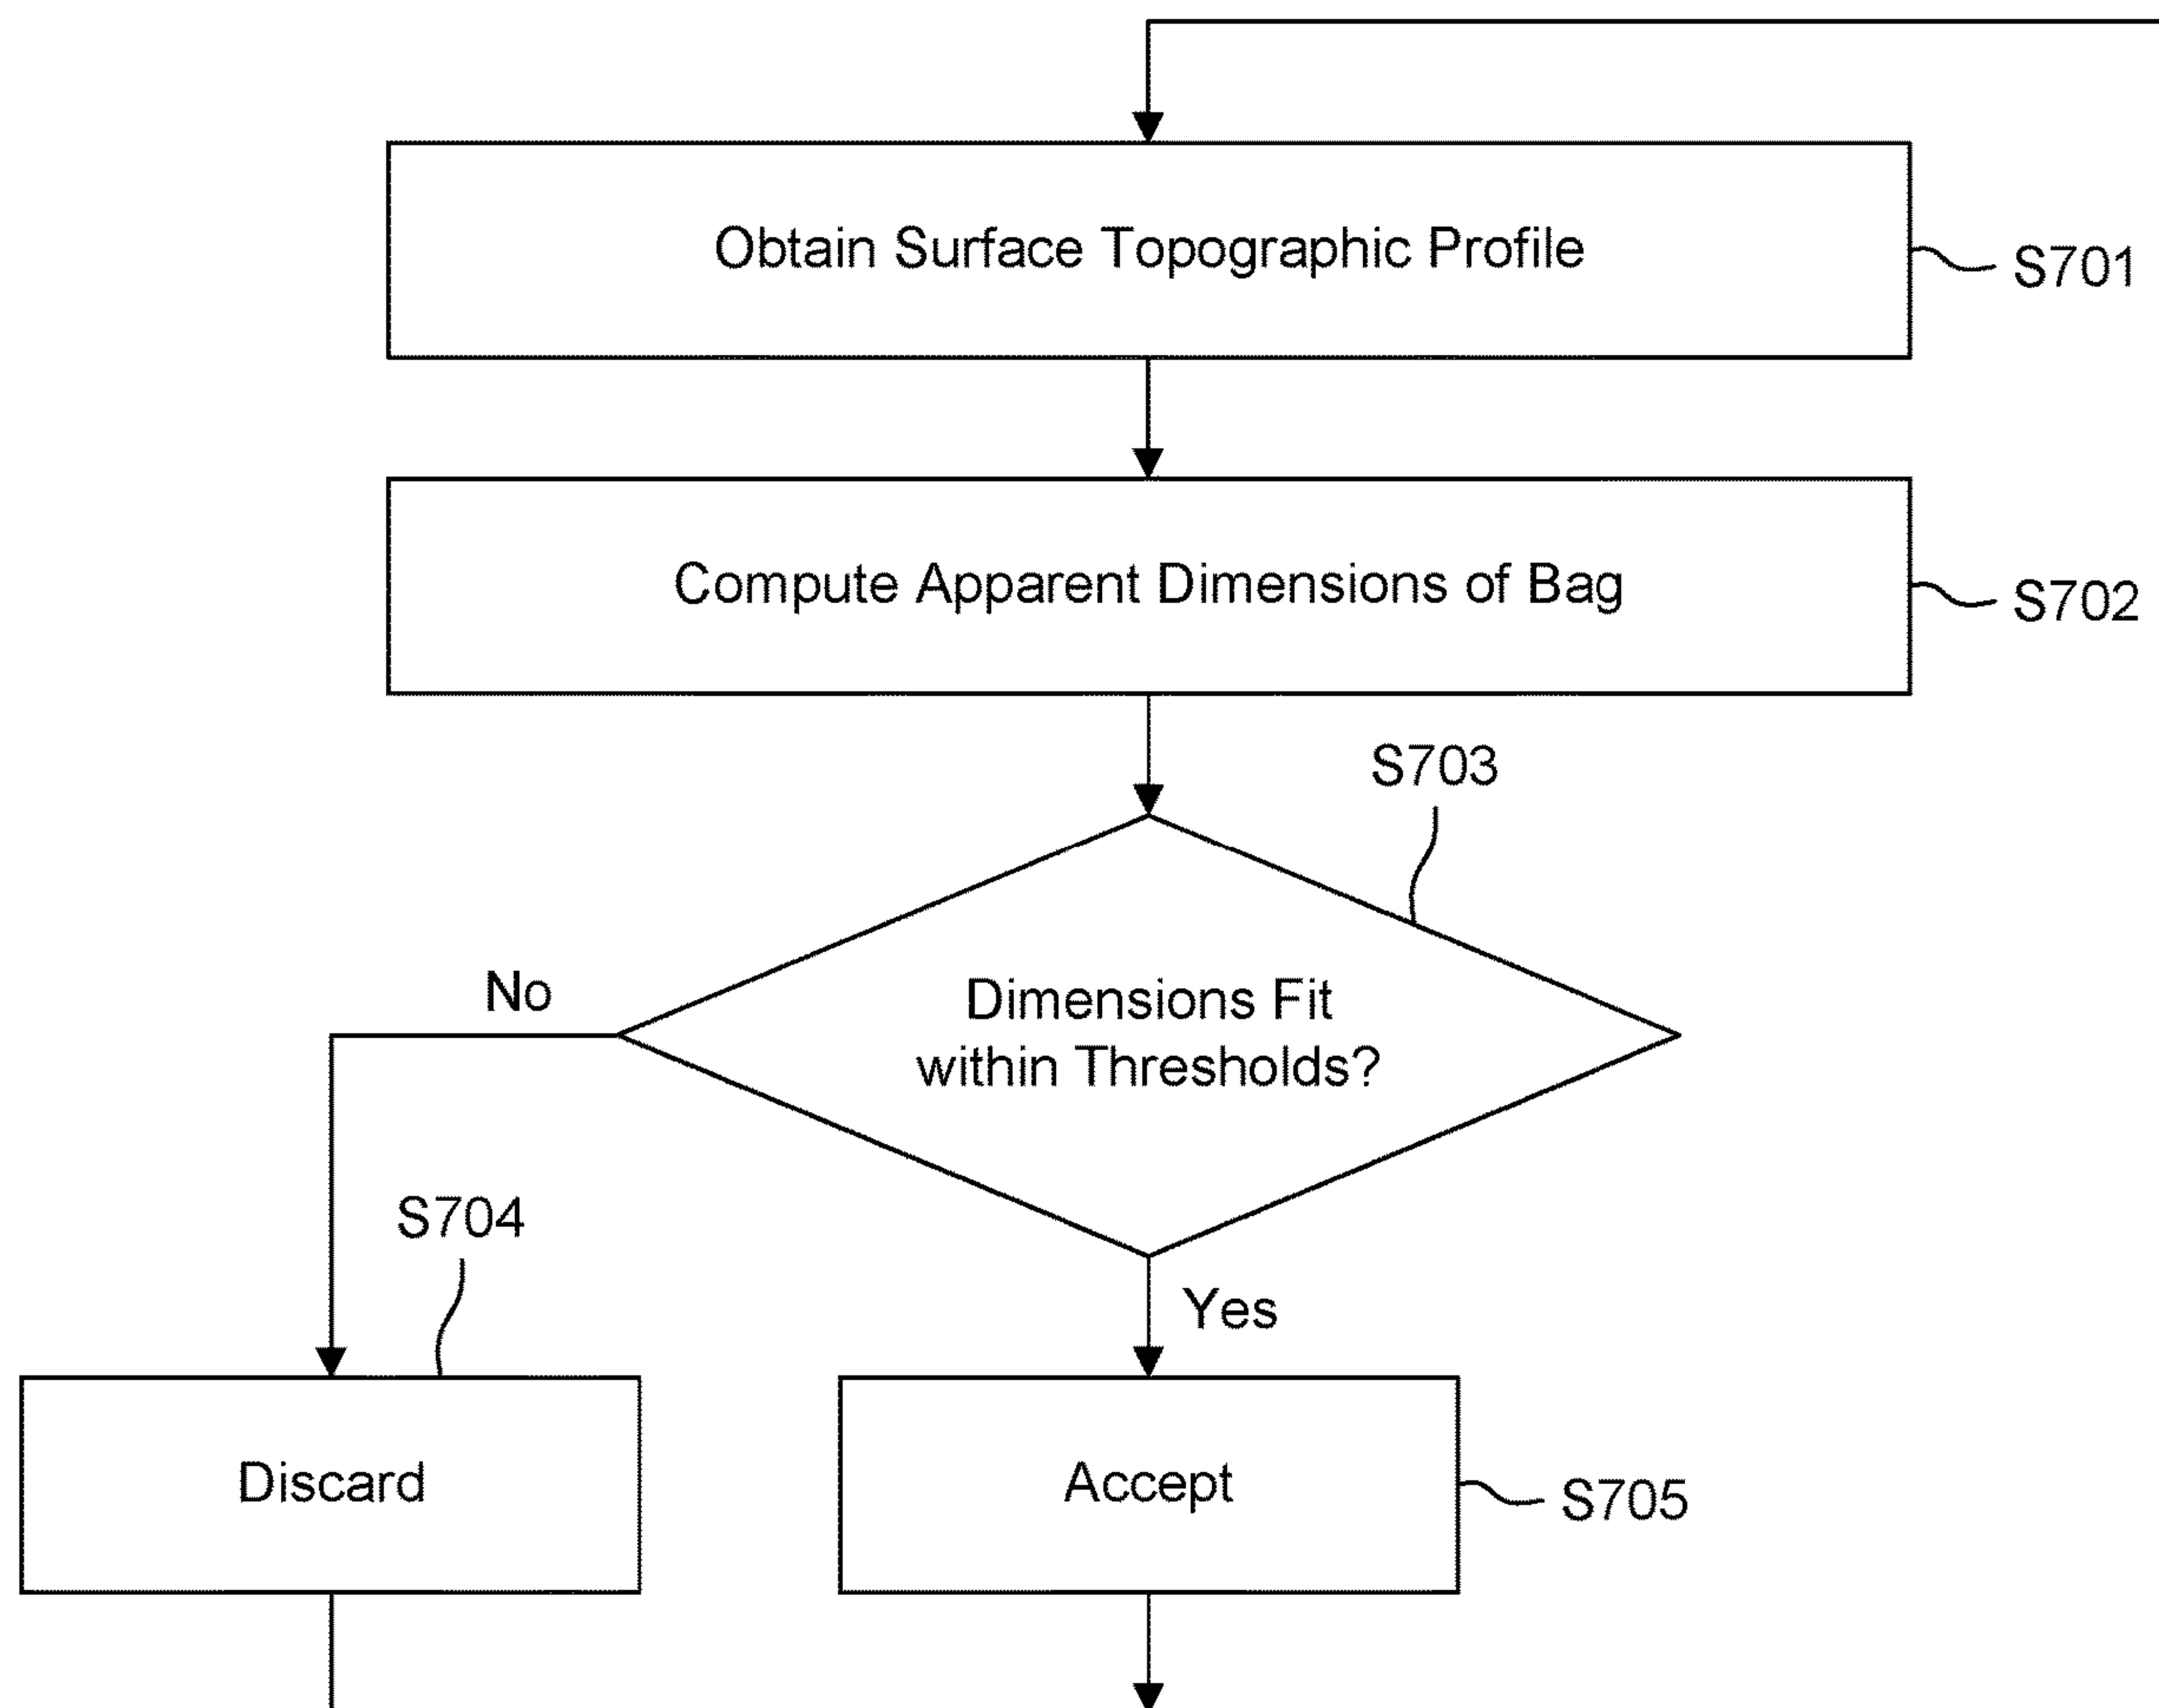 Obtain Surface Topographic Profile
S701
Compute Apparent Dimensions of Bag
S702
S703
Dimensions Fit
within Thresholds?
No
Yes
S704
Discard
Accept
S705